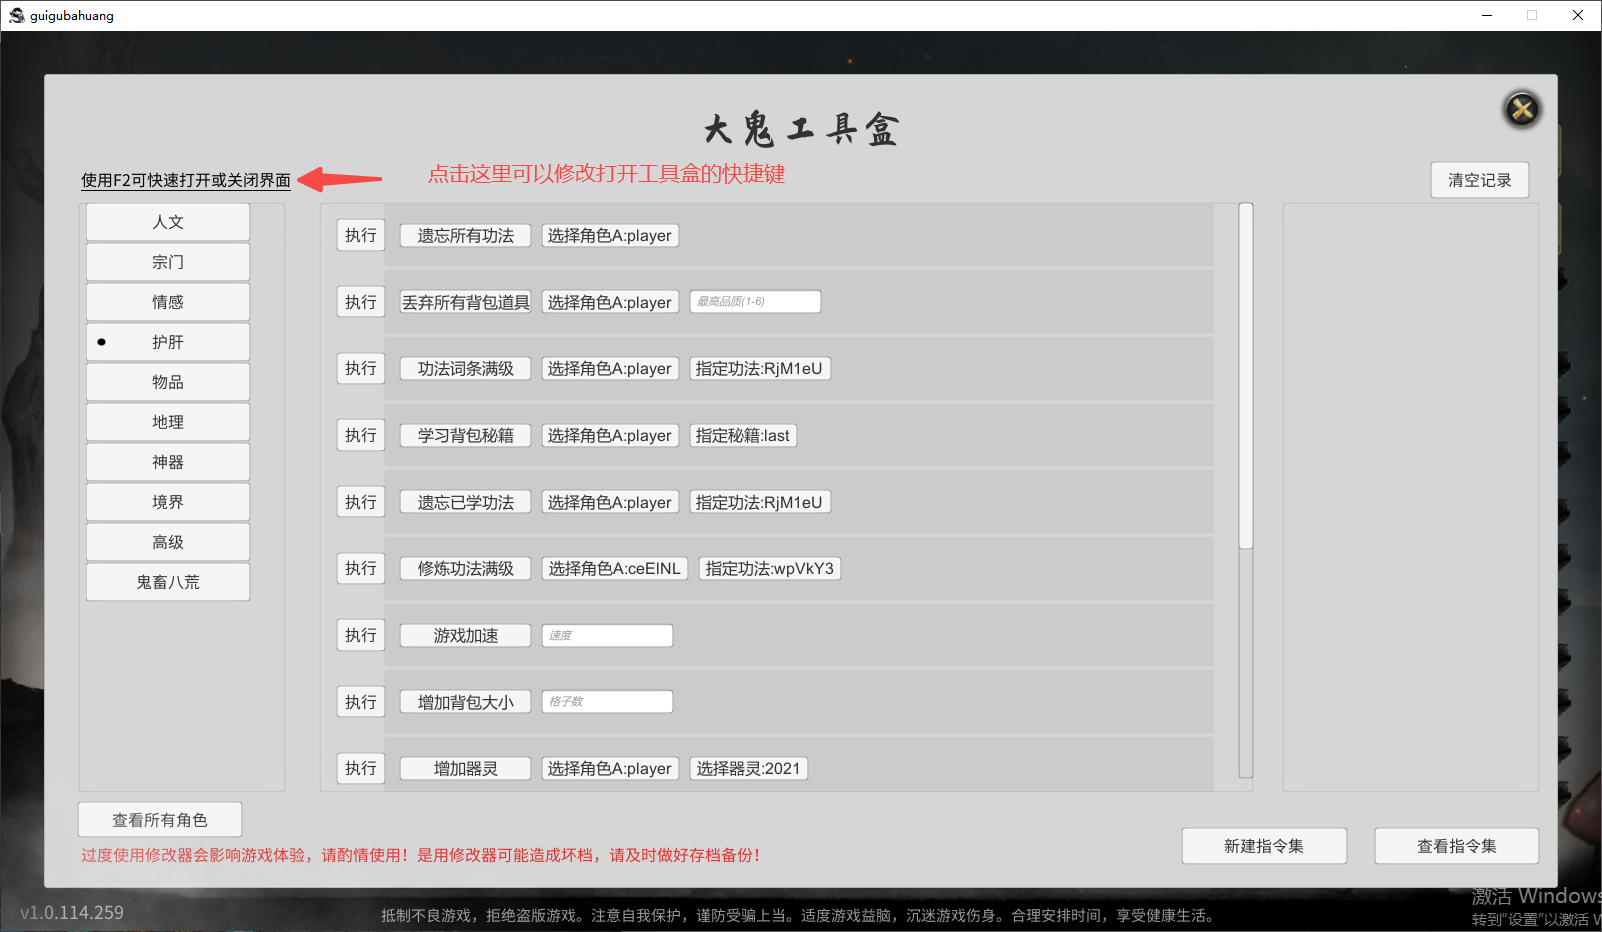 guigubahuang
大鬼工具盒
使用F2可快速打开或关闭界面
点击这里可以修改打开工具盒的快捷键
清空记录
人文
宗门
情感
护肝
物品
地理
神器
境界
高级
鬼畜八荒
执行 遗忘所有功法 选择角色A:player
执行 丢弃所有背包道具 选择角色A:player 最高品质(1-6)
执行 功法词条满级 选择角色A:player 指定功法:RjM1eU
执行 学习背包秘籍 选择角色A:player 指定秘籍:last
执行 遗忘已学功法 选择角色A:player 指定功法:RjM1eU
执行 修炼功法满级 选择角色A:ceElNL 指定功法:wpVkY3
执行 游戏加速 速度
执行 增加背包大小 格子数
执行 增加器灵 选择角色A:player 选择器灵:2021
查看所有角色
过度使用修改器会影响游戏体验，请酌情使用！是用修改器可能造成坏档，请及时做好存档备份！
新建指令集
查看指令集
v1.0.114.259
抵制不良游戏，拒绝盗版游戏。注意自我保护，谨防受骗上当。适度游戏益脑，沉迷游戏伤身。合理安排时间，享受健康生活。
激活 Windows
转到“设置”以激活 W